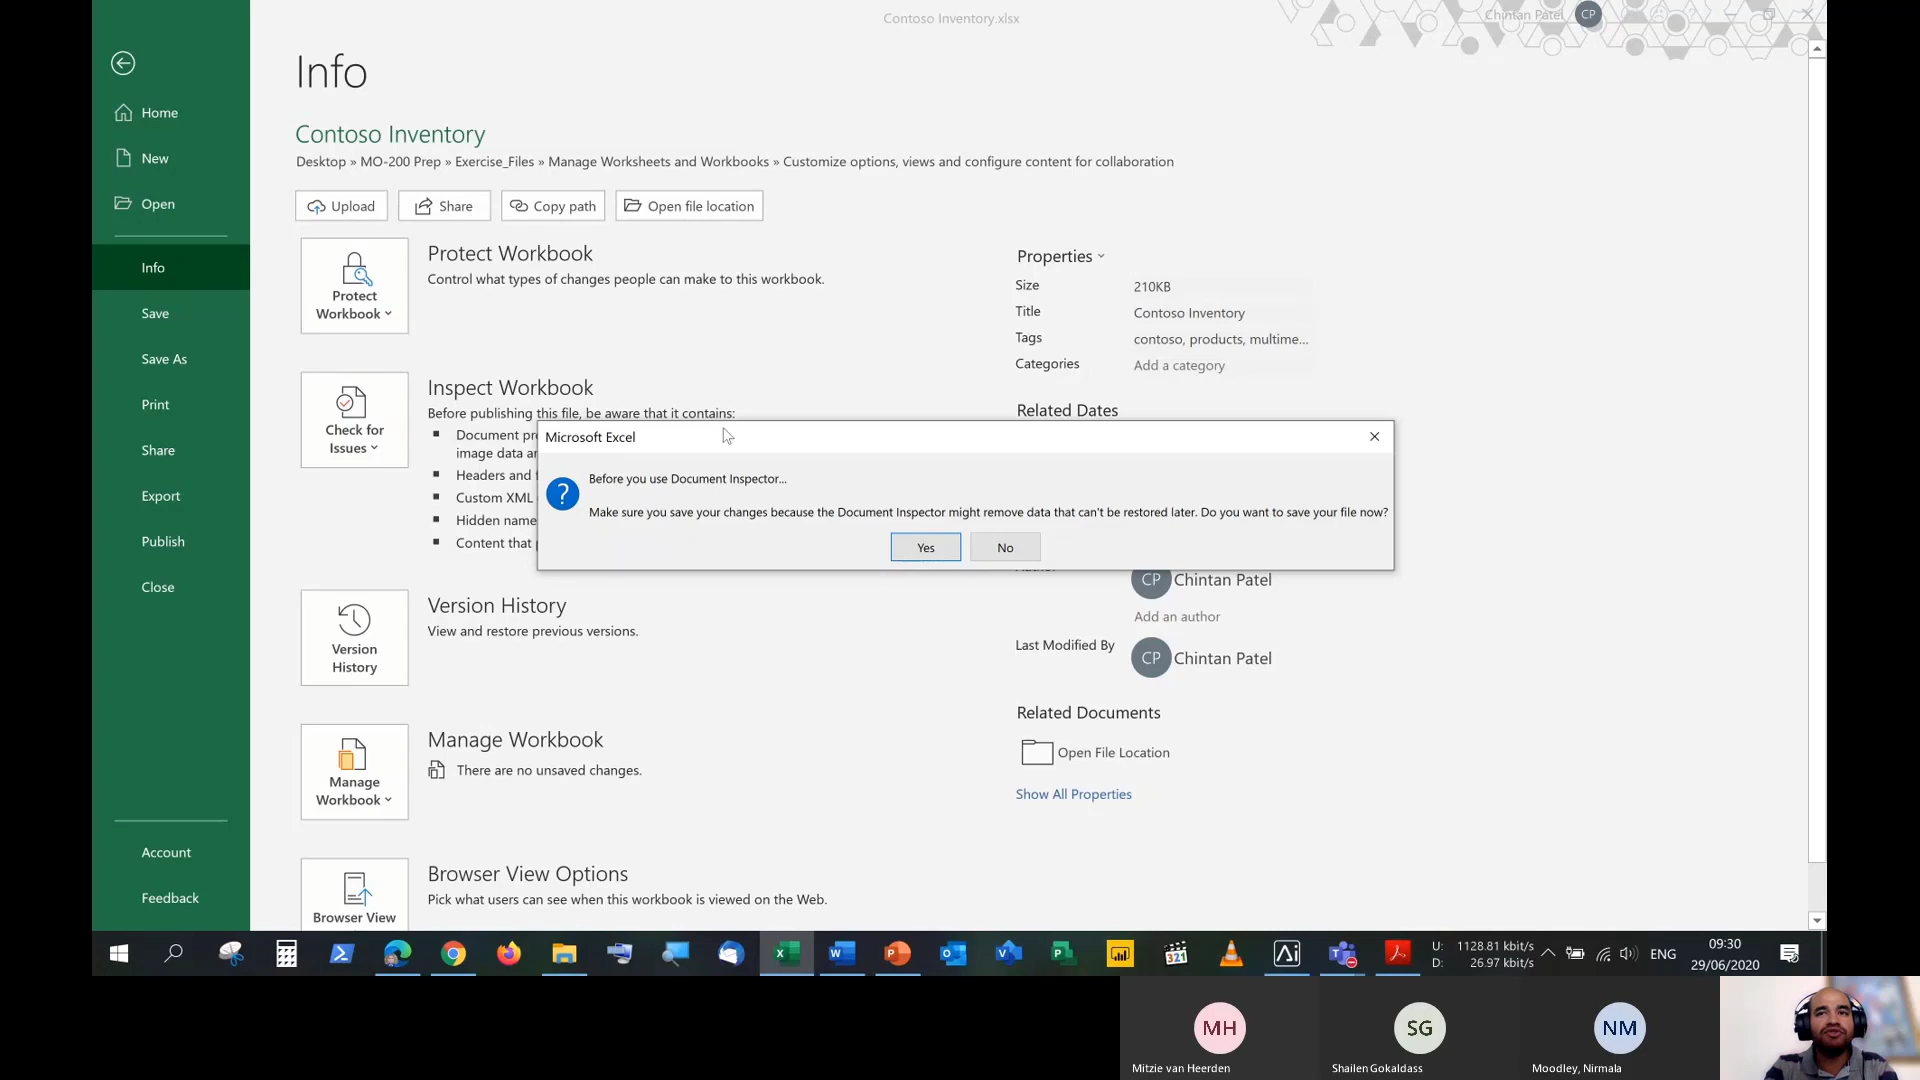 Contoso Inventory.xlsx
Chintan Patel
CP
Info
Home
New
Open
Info
Save
Save As
Print
Share
Export
Publish
Close
Account
Feedback
Contoso Inventory
Desktop » MO-200 Prep » Exercise_Files » Manage Worksheets and Workbooks » Customize options, views and configure content for collaboration
Upload
Share
Copy path
Open file location
Protect
Workbook
Protect Workbook
Control what types of changes people can make to this workbook.
Check for
Issues
Inspect Workbook
Before publishing this file, be aware that it contains:
Document
image data
Headers and
Custom XML
Hidden
Content that
Microsoft Excel
?
Before you use Document Inspector...
Make sure you save your changes because the Document Inspector might remove data that can't be restored later. Do you want to save your file now?
Yes
No
Version
History
Version History
View and restore previous versions.
Manage
Workbook
Manage Workbook
There are no unsaved changes.
Browser View
Browser View Options
Pick what users can see when this workbook is viewed on the Web.
Properties
Size 210KB
Title Contoso Inventory
Tags contoso, products, multime...
Categories Add a category
Related Dates
CP Chintan Patel
Add an author
Last Modified By CP Chintan Patel
Related Documents
Open File Location
Show All Properties
U: 1128.81 kbit/s
D: 26.97 kbit/s
ENG
09:30
29/06/2020
MH
Mitzie van Heerden
SG
Shailen Gokaldass
NM
Moodley, Nirmala